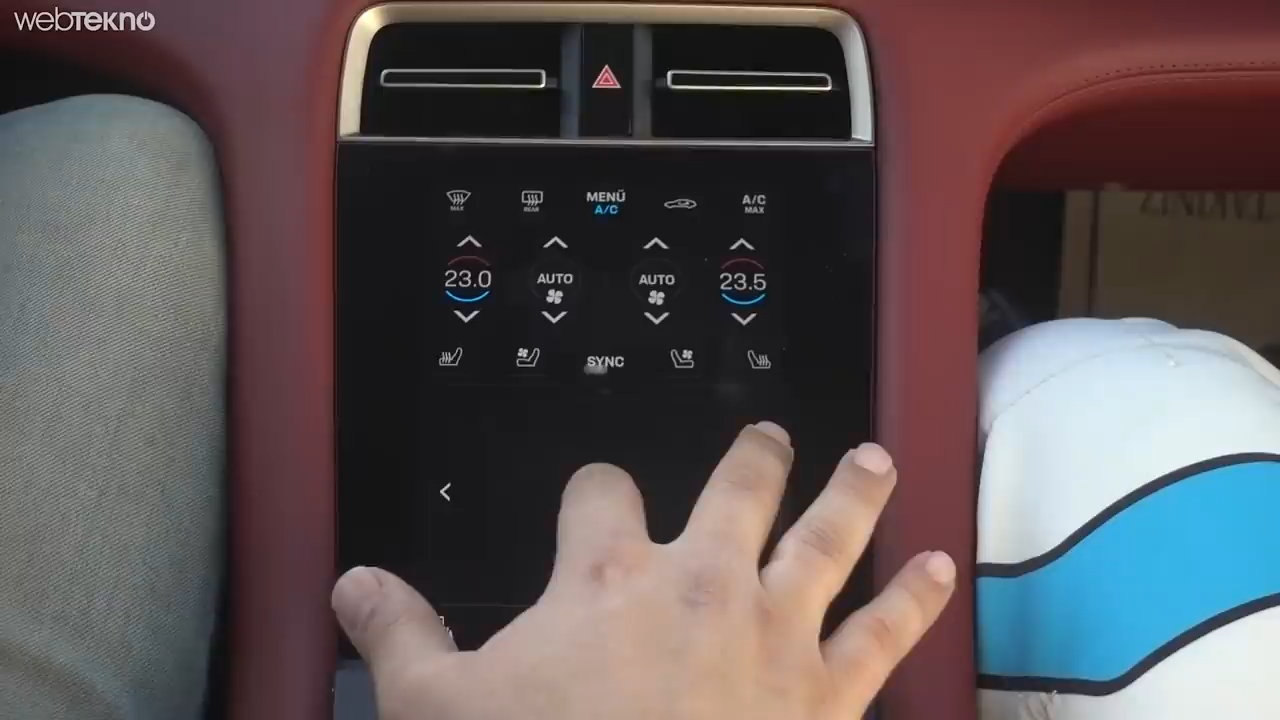 webTEKNO
MENÜ
A/C
A/C
MAX
MAX
REAR
23.0
AUTO
AUTO
23.5
SYNC